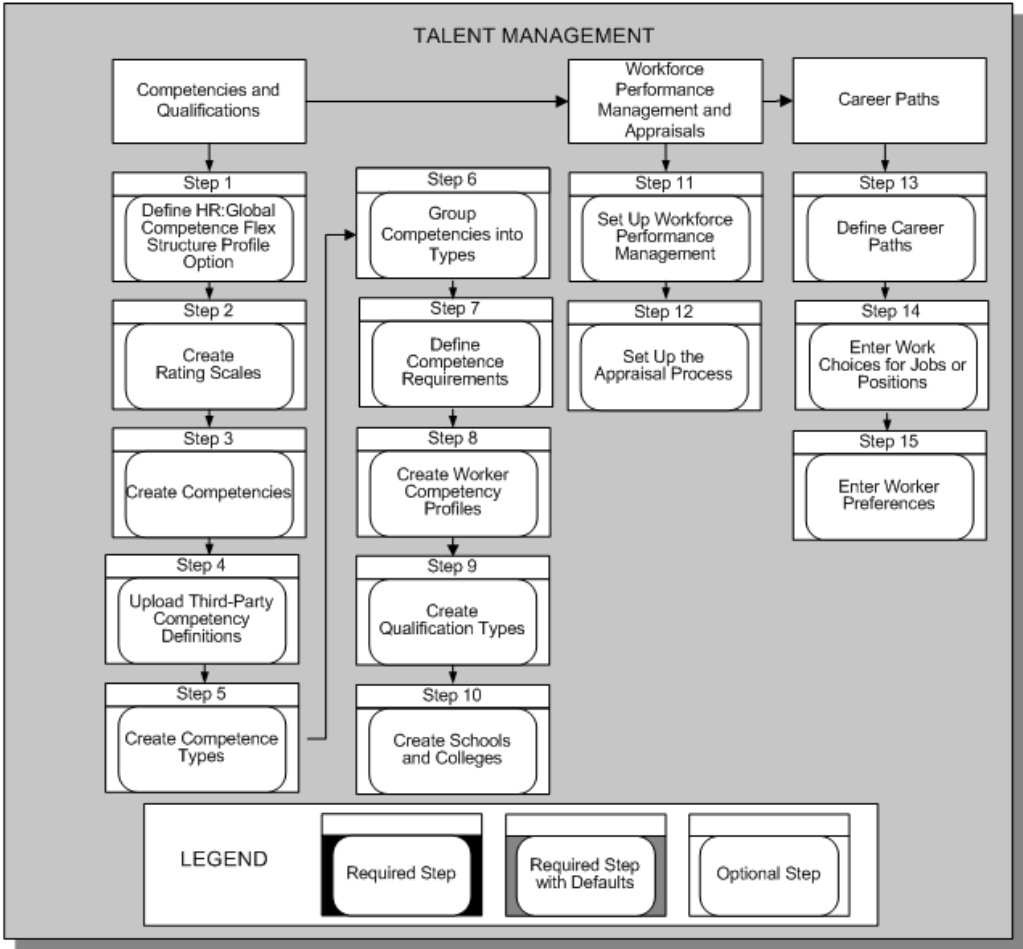 TALENT MANAGEMENT
Competencies and
Qualifications
Workforce
Performance
Management and
Appraisals
Career Paths
Step 1
Define HR:Global
Competence Flex
Structure Profile
Option
Step 2
Create
Rating Scales
Step 3
Create Competencies
Step 4
Upload Third-Party
Competency
Definitions
Step 5
Create Competence
Types
Step 6
Group
Competencies into
Types
Step 7
Define
Competence
Requirements
Step 8
Create Worker
Competency
Profiles
Step 9
Create
Qualification Types
Step 10
Create Schools
and Colleges
Step 11
Set Up Workforce
Performance
Management
Step 12
Set Up the
Appraisal Process
Step 13
Define Career
Paths
Step 14
Enter Work
Choices for Jobs or
Positions
Step 15
Enter Worker
Preferences
LEGEND
Required Step
Required Step
with Defaults
Optional Step